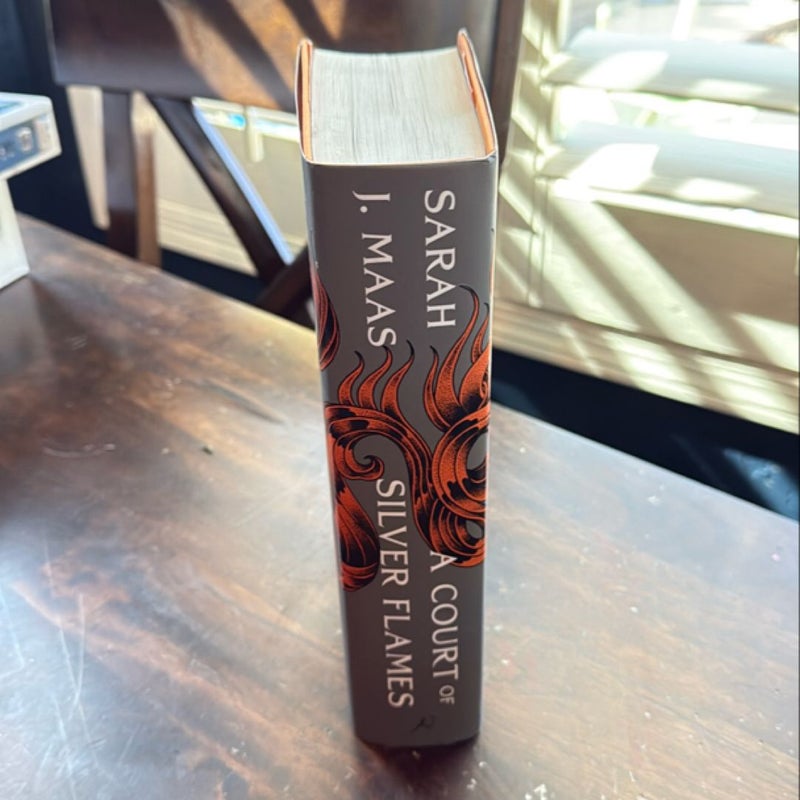 SARAH
J. MAAS
A COURT OF
SILVER FLAMES